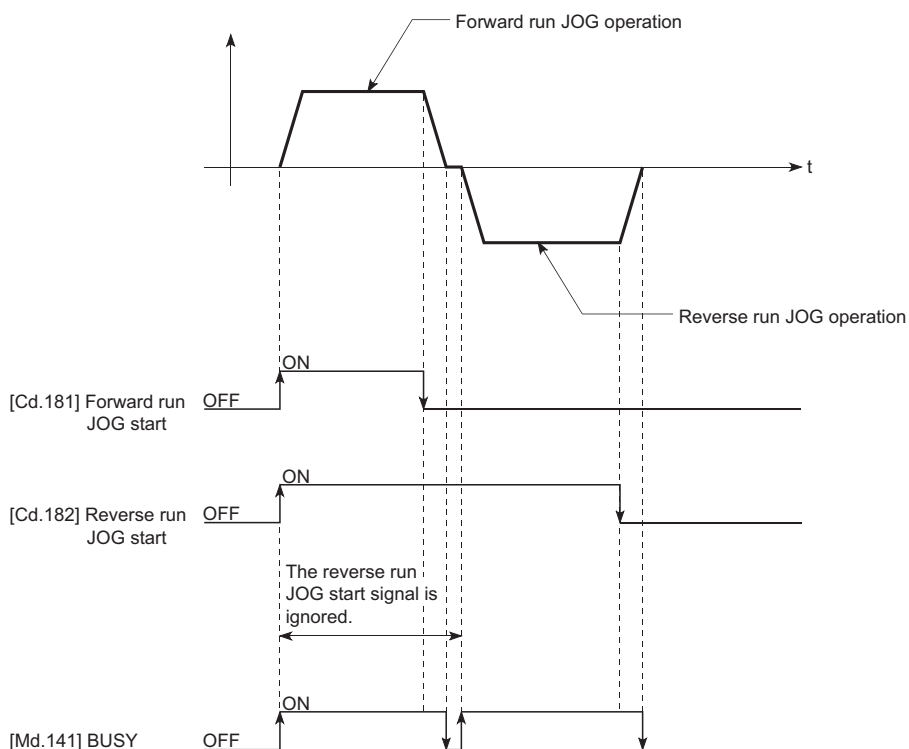 Forward run JOG operation
t
Reverse run JOG operation
ON
[Cd.181] Forward run OFF
JOG start
ON
[Cd.182] Reverse run OFF
JOG start
The reverse run
JOG start signal is
ignored.
ON
[Md.141] BUSY OFF